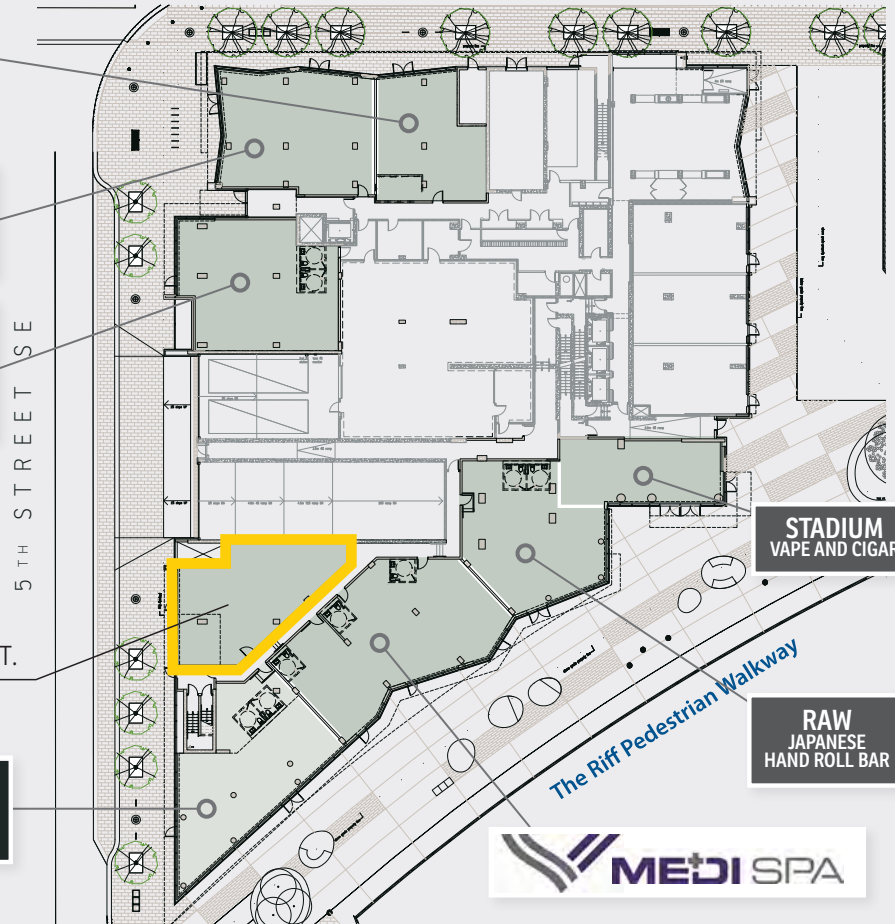 5TH STREET SE
T.
STADIUM
VAPE AND CIGAR
The Riff Pedestrian Walkway
RAW
JAPANESE
HAND ROLL BAR
MEDI SPA